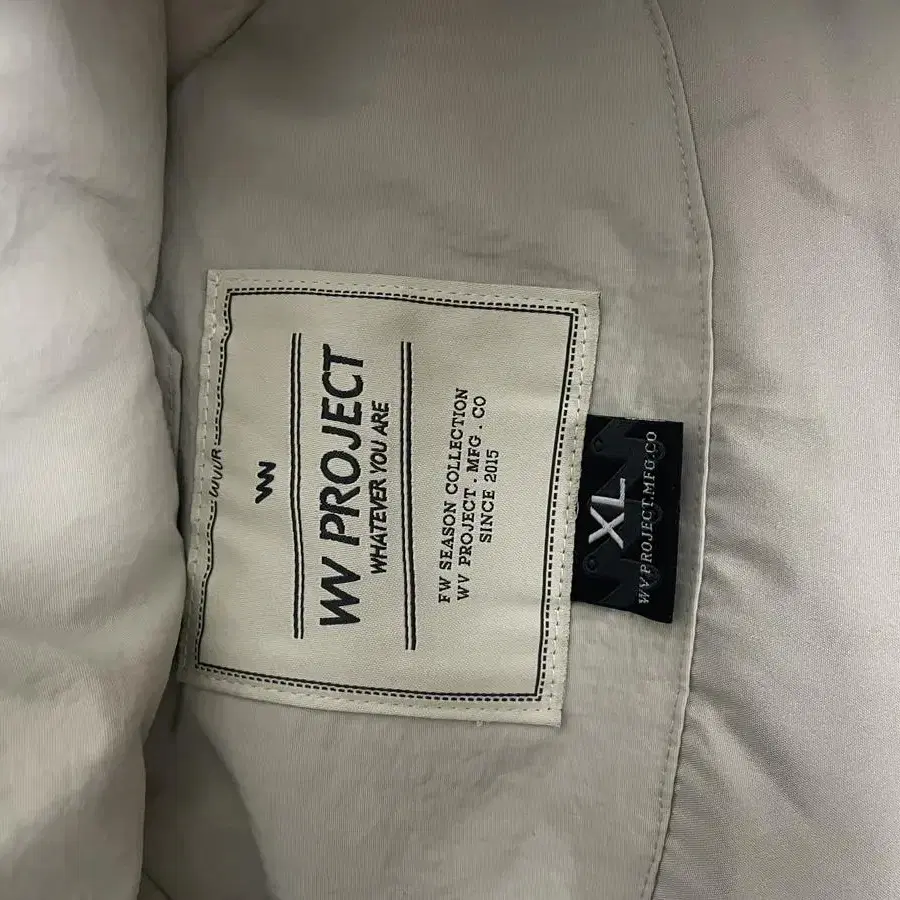 WV PROJECT
WHATEVER YOU ARE
FW SEASON COLLECTION
WV PROJECT . MFG . CO
SINCE 2015
XL
WV PROJECT.MFG.CO